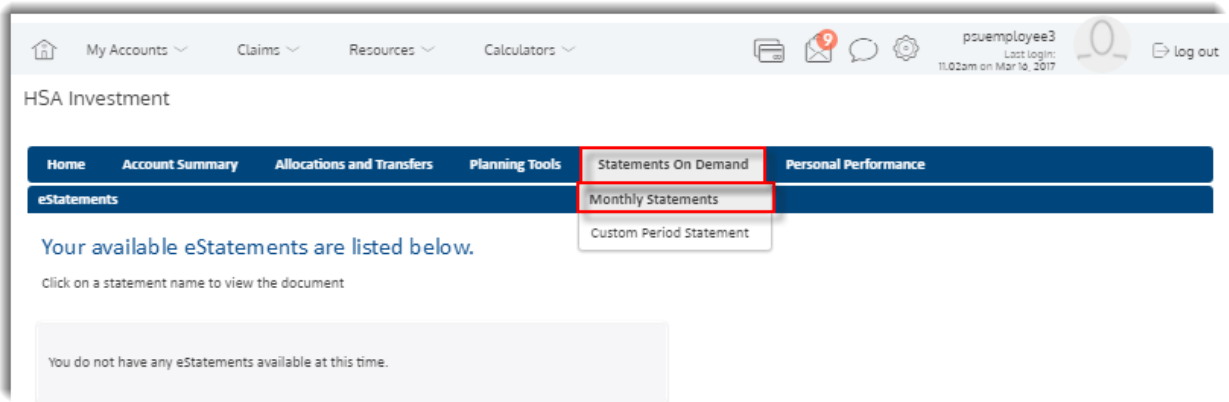 My Accounts Claims Resources Calculators 9 psuemployee3 log out
Last login:
11.02am on Mar 16, 2017
HSA Investment
Home Account Summary Allocations and Transfers Planning Tools Statements On Demand Personal Performance
eStatements Monthly Statements
Custom Period Statement
Your available eStatements are listed below.
Click on a statement name to view the document
You do not have any eStatements available at this time.